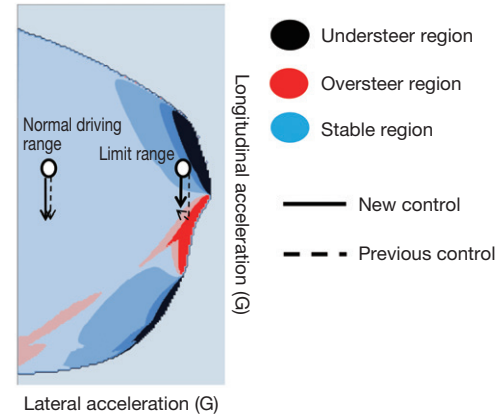 Understeer region
Oversteer region
Stable region
New control
Previous control
Normal driving
range
Limit range
Longitudinal acceleration (G)
Lateral acceleration (G)